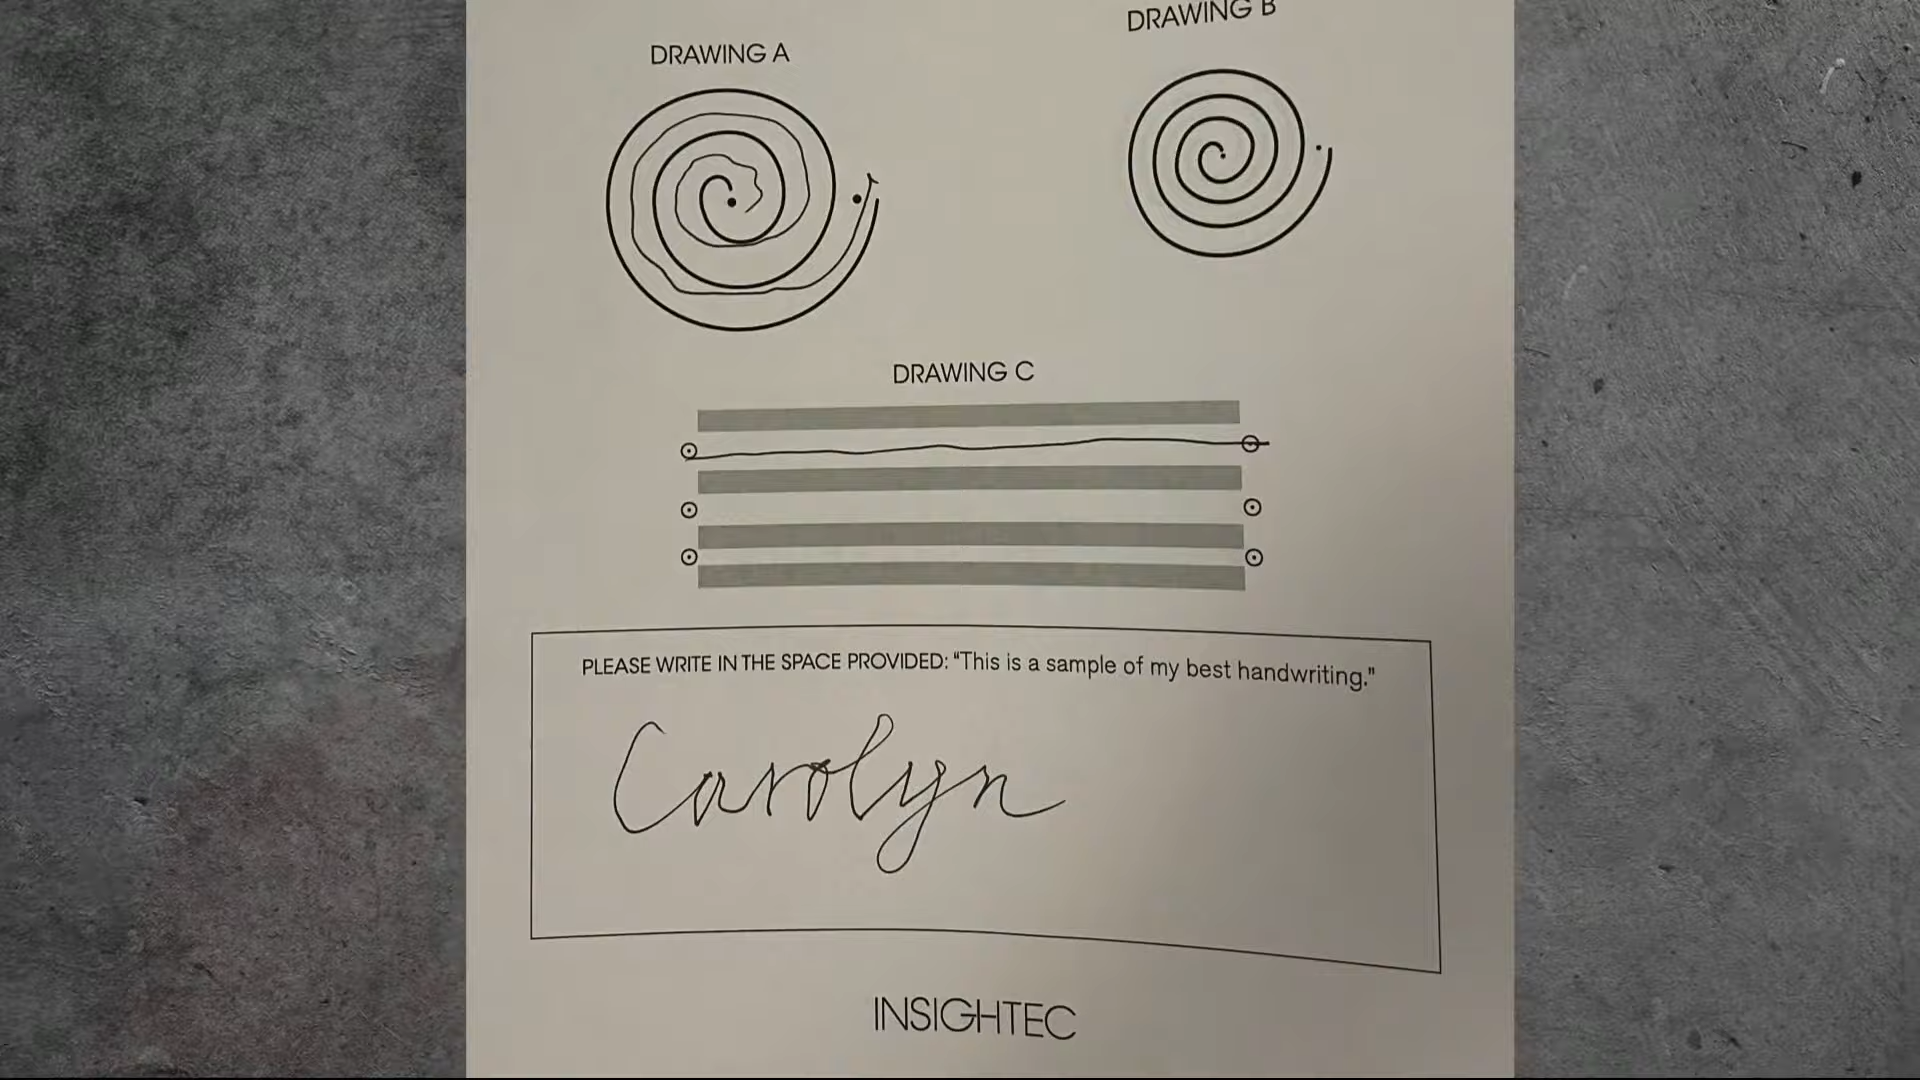 DRAWING A
DRAWING B
DRAWING C
PLEASE WRITE IN THE SPACE PROVIDED: “This is a sample of my best handwriting.”
Carolyn
INSIGHTEC